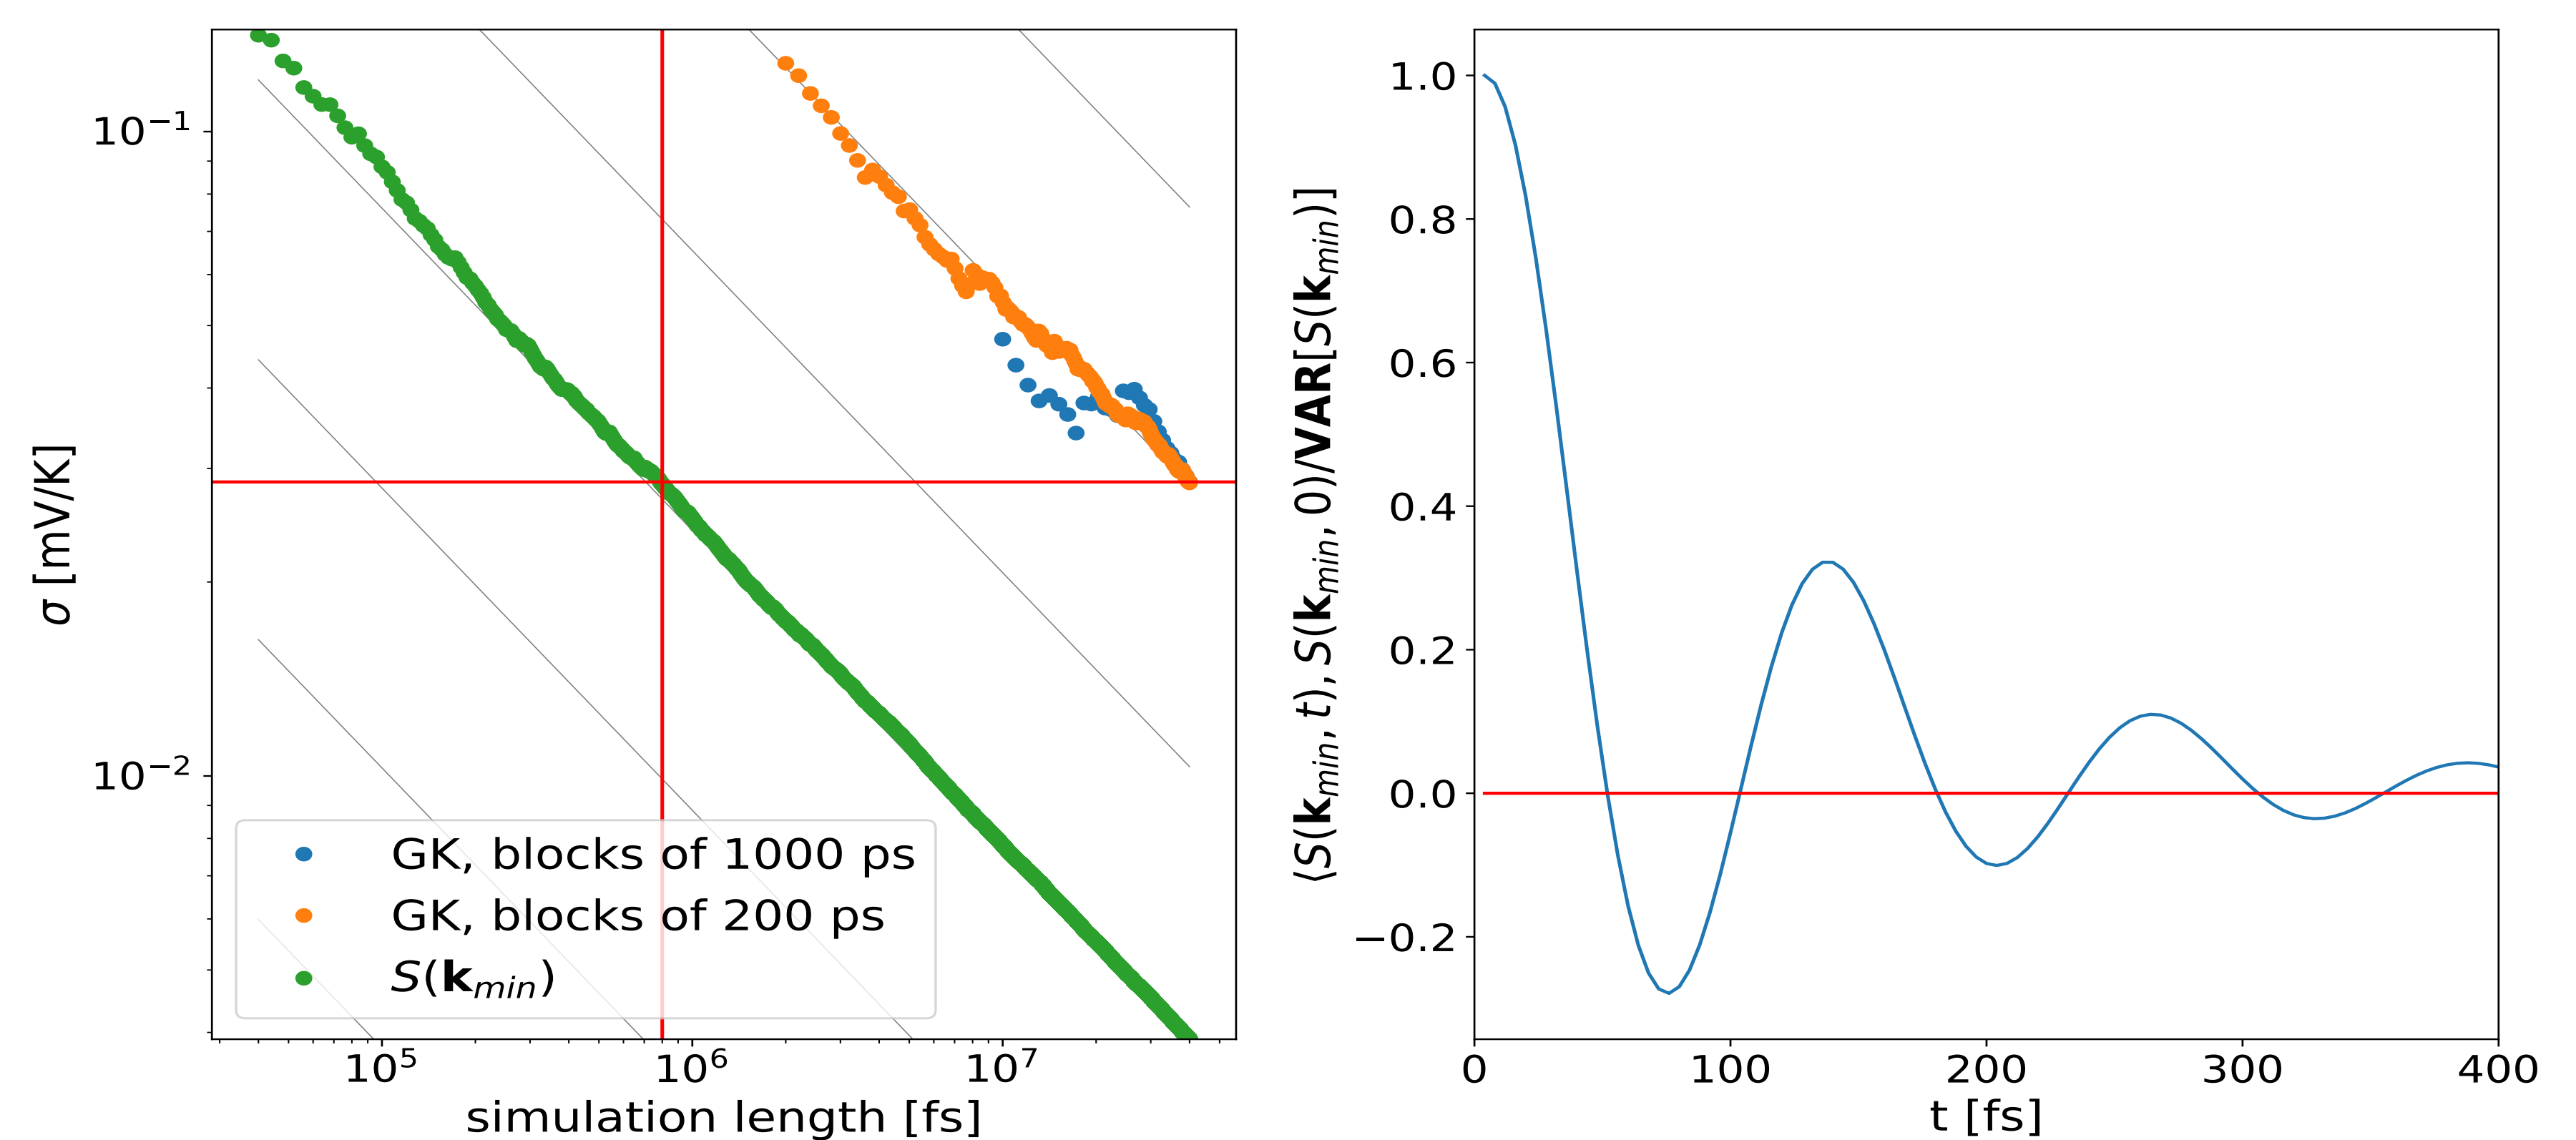 σ [mV/K]
10⁻¹
10⁻²
GK, blocks of 1000 ps
GK, blocks of 200 ps
S(k_min)
10⁵ 10⁶ 10⁷
simulation length [fs]
⟨S(k_min, t), S(k_min, 0)/VAR[S(k_min)]
1.0
0.8
0.6
0.4
0.2
0.0
−0.2
0 100 200 300 400
t [fs]